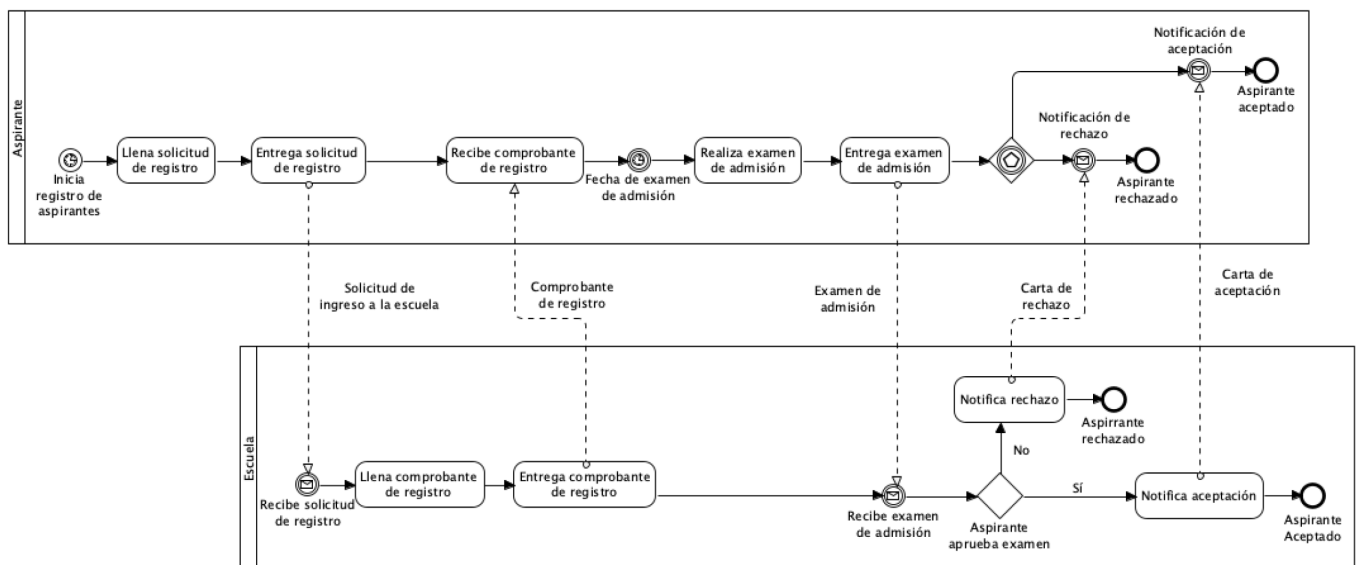 Aspirante
Inicia
registro de
aspirantes
Llena solicitud
de registro
Entrega solicitud
de registro
Recibe comprobante
de registro
Fecha de examen
de admisión
Realiza examen
de admisión
Entrega examen
de admisión
Notificación de
aceptación
Aspirante
aceptado
Notificación de
rechazo
Aspirante
rechazado
Solicitud de
ingreso a la escuela
Comprobante
de registro
Examen de
admisión
Carta de
rechazo
Carta de
aceptación
Escuela
Recibe solicitud
de registro
Llena comprobante
de registro
Entrega comprobante
de registro
Recibe examen
de admisión
Aspirante
aprueba examen
No
Notifica rechazo
Aspirrante
rechazado
Sí
Notifica aceptación
Aspirante
Aceptado